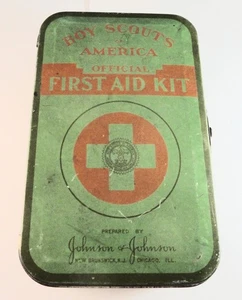 BOY SCOUTS
OF
AMERICA
OFFICIAL
FIRST AID KIT
PREPARED BY
Johnson & Johnson
NEW BRUNSWICK, N.J. CHICAGO, ILL.